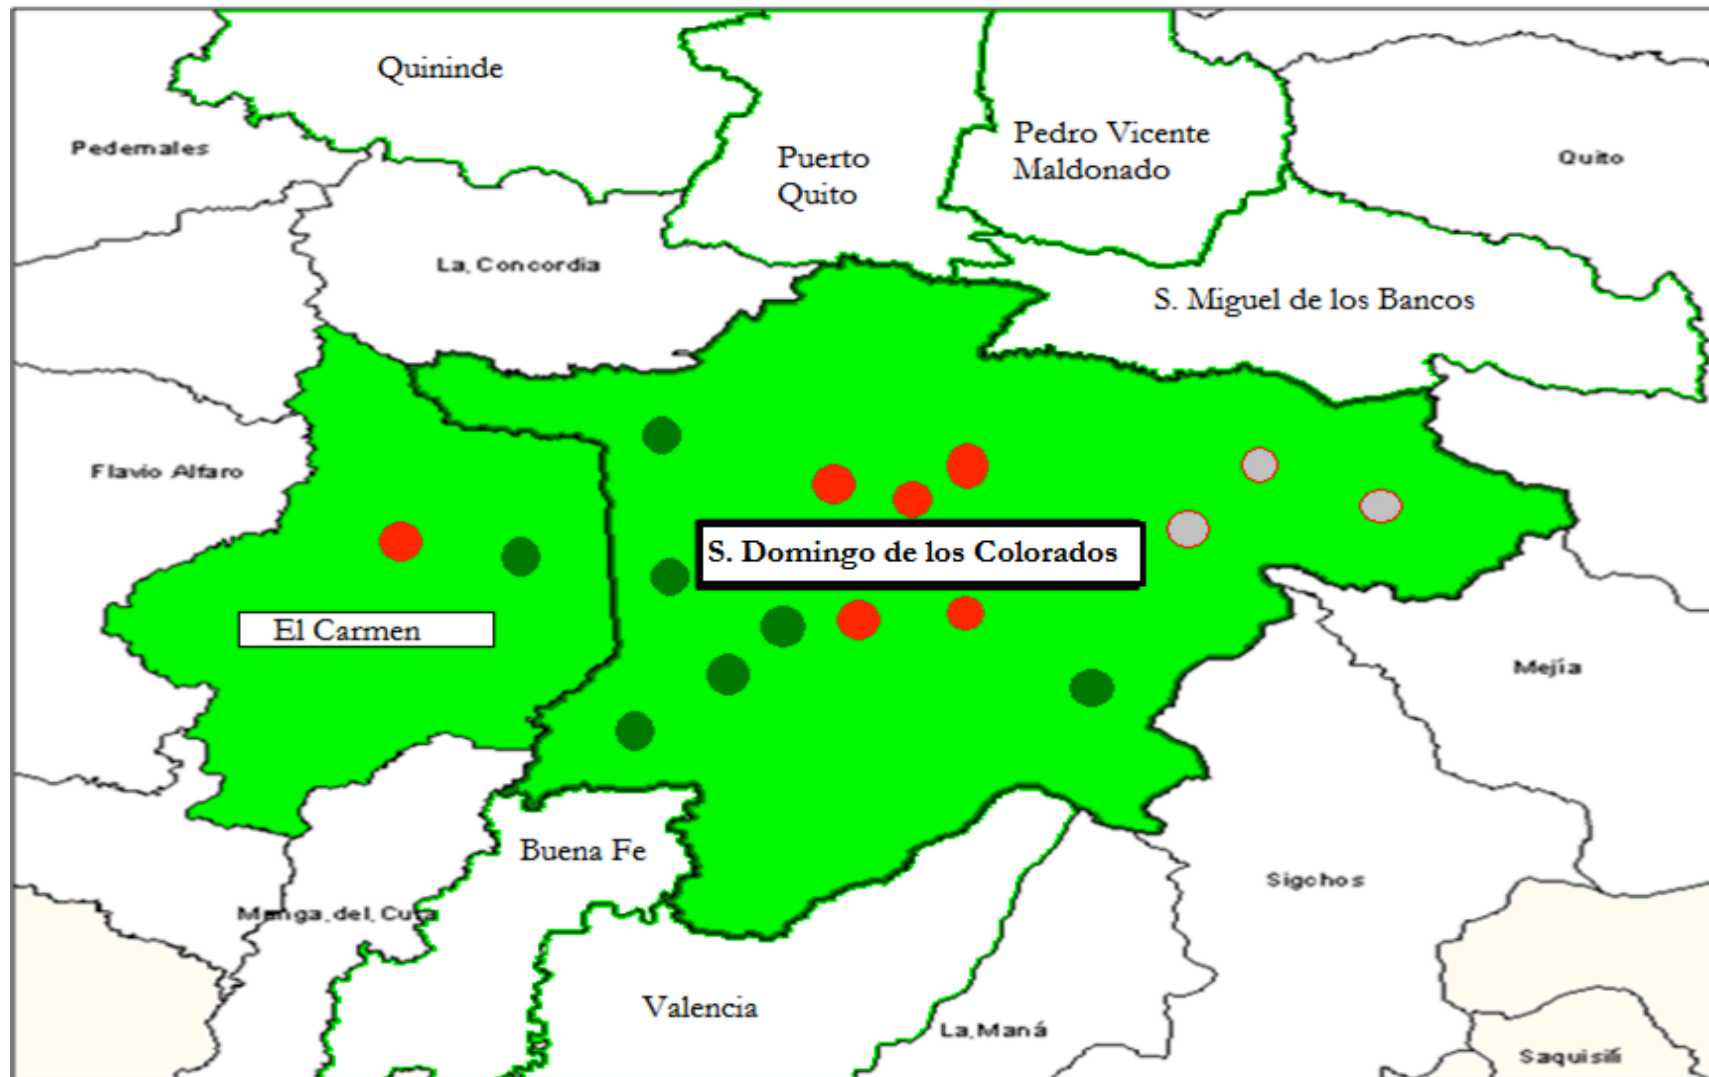 Quininde
Pedernales
Puerto
Quito
Pedro Vicente
Maldonado
Quito
La Concordia
S. Miguel de los Bancos
Flavio Alfaro
S. Domingo de los Colorados
El Carmen
Mejía
Buena Fe
Sigchos
Manga del Cura
Valencia
La Maná
Saquisilí